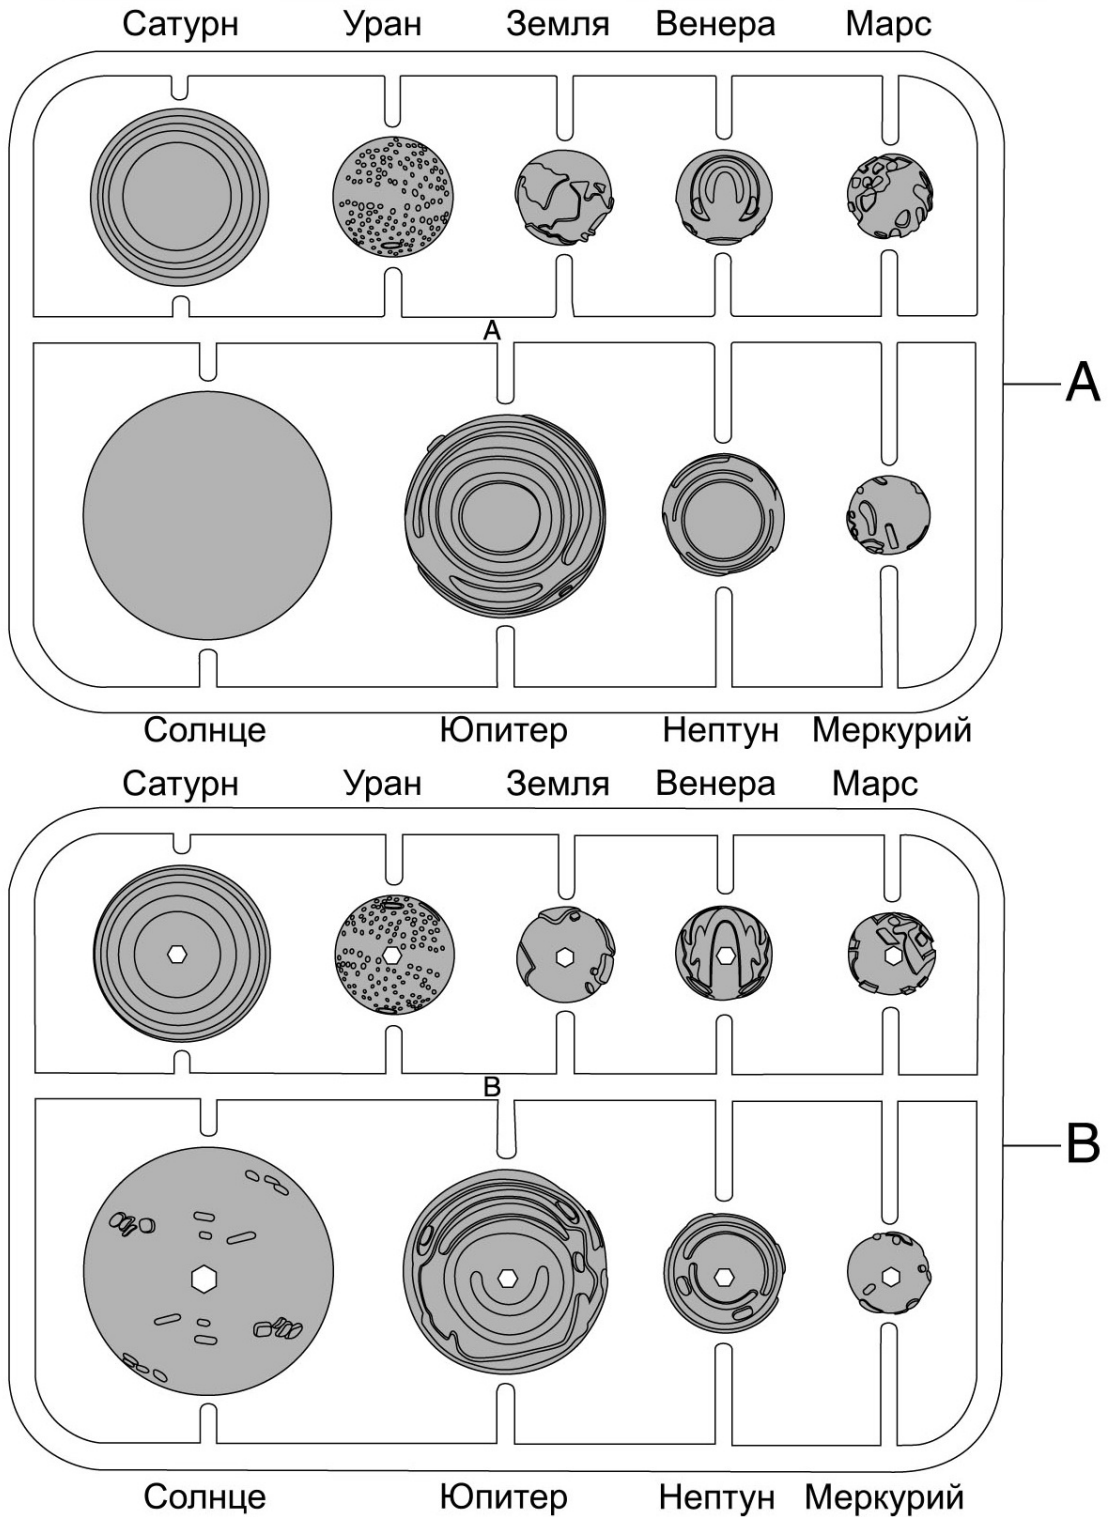 Сатурн Уран Земля Венера Марс
A
A
Солнце Юпитер Нептун Меркурий
Сатурн Уран Земля Венера Марс
B
B
Солнце Юпитер Нептун Меркурий